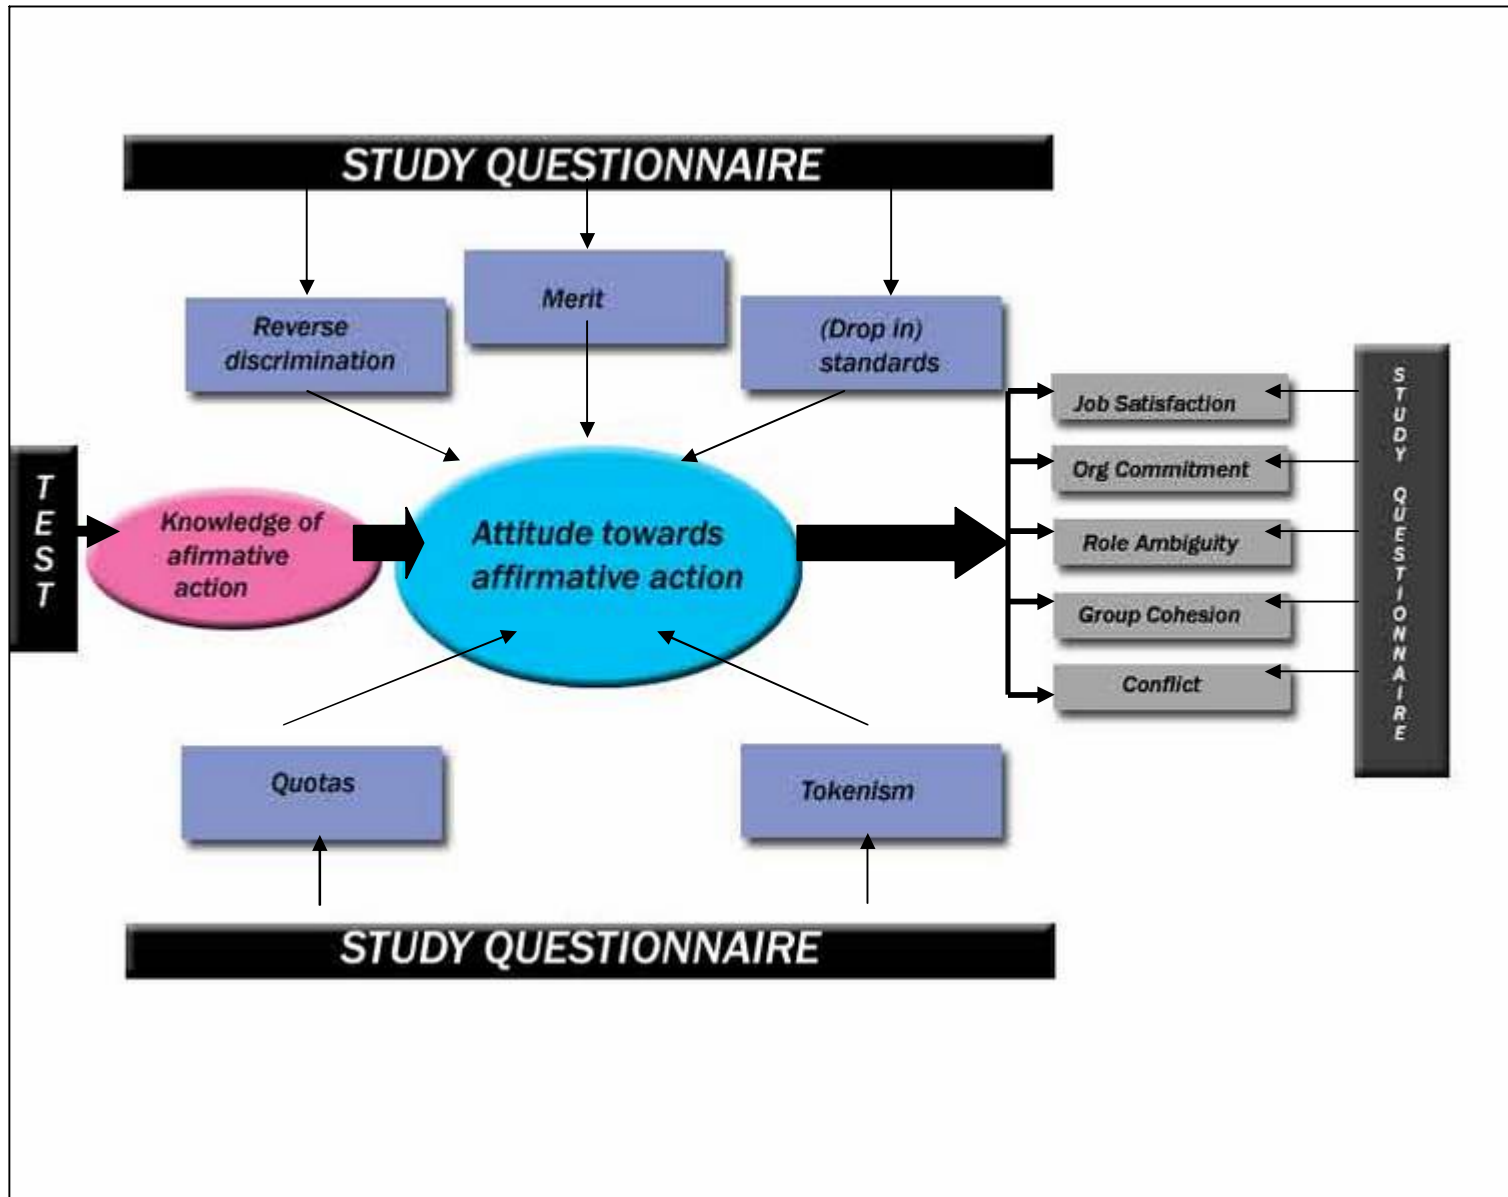 STUDY QUESTIONNAIRE
Merit
Reverse
discrimination
(Drop in)
standards
TEST
Knowledge of
afirmative
action
Attitude towards
affirmative action
Job Satisfaction
Org Commitment
Role Ambiguity
Group Cohesion
Conflict
STUDY QUESTIONNAIRE
Quotas
Tokenism
STUDY QUESTIONNAIRE